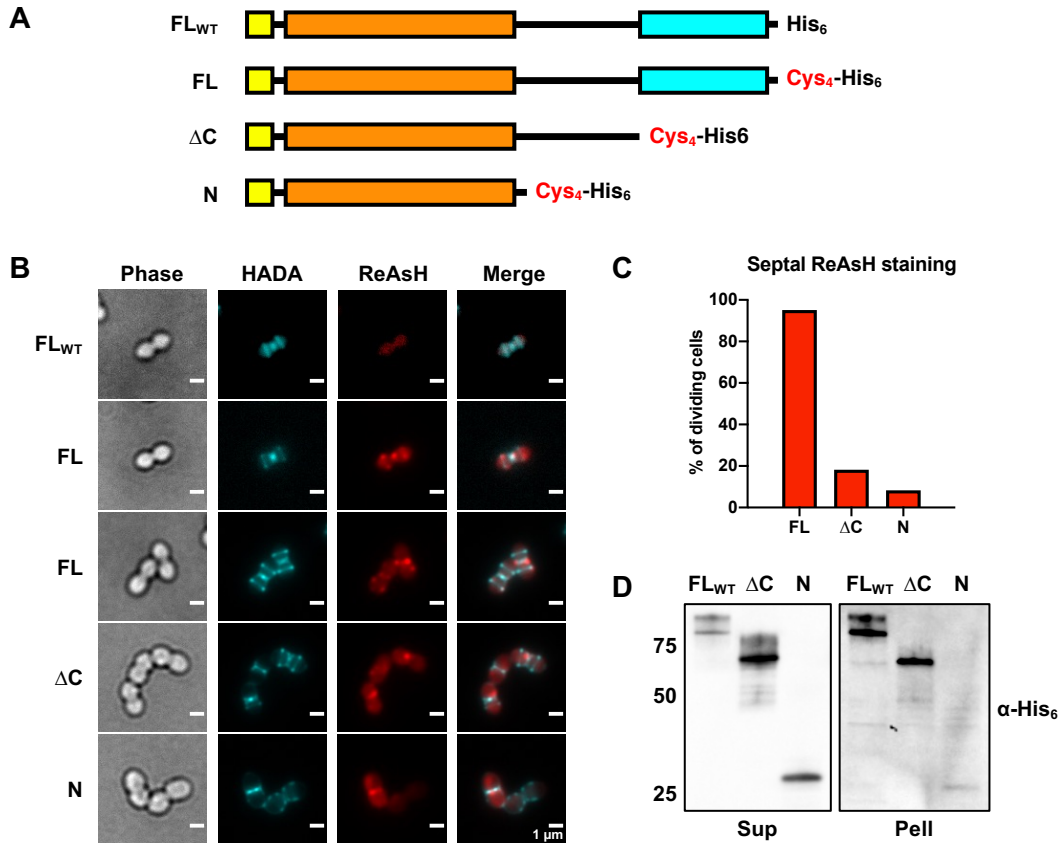 A
FLWT
His6
FL
Cys4-His6
ΔC
Cys4-His6
N
Cys4-His6
B
Phase HADA ReAsH Merge
FLWT
FL
FL
ΔC
N
1 μm
C
Septal ReAsH staining
% of dividing cells
100
80
60
40
20
0
FL ΔC N
D
FLWT ΔC N FLWT ΔC N
75
50
25
α-His6
Sup Pell